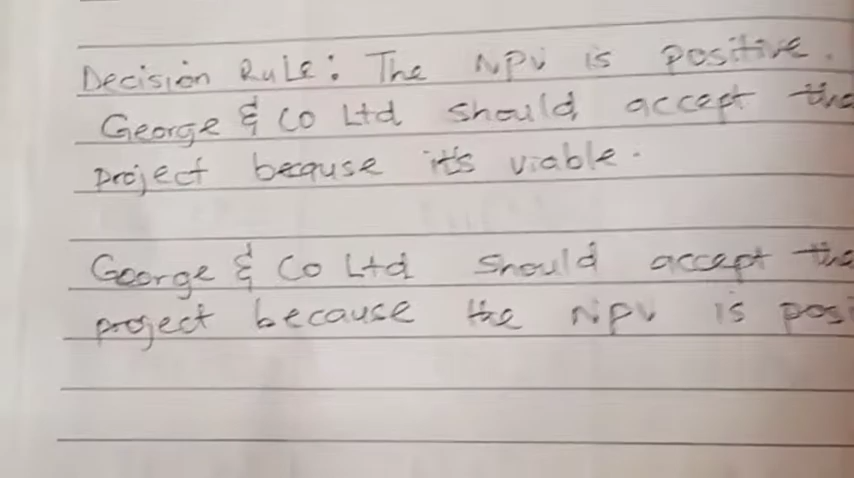 Decision Rule: The NPV is positive.
George & Co Ltd should accept the
project because it's viable.
George & Co Ltd should accept the
project because the NPV is posi